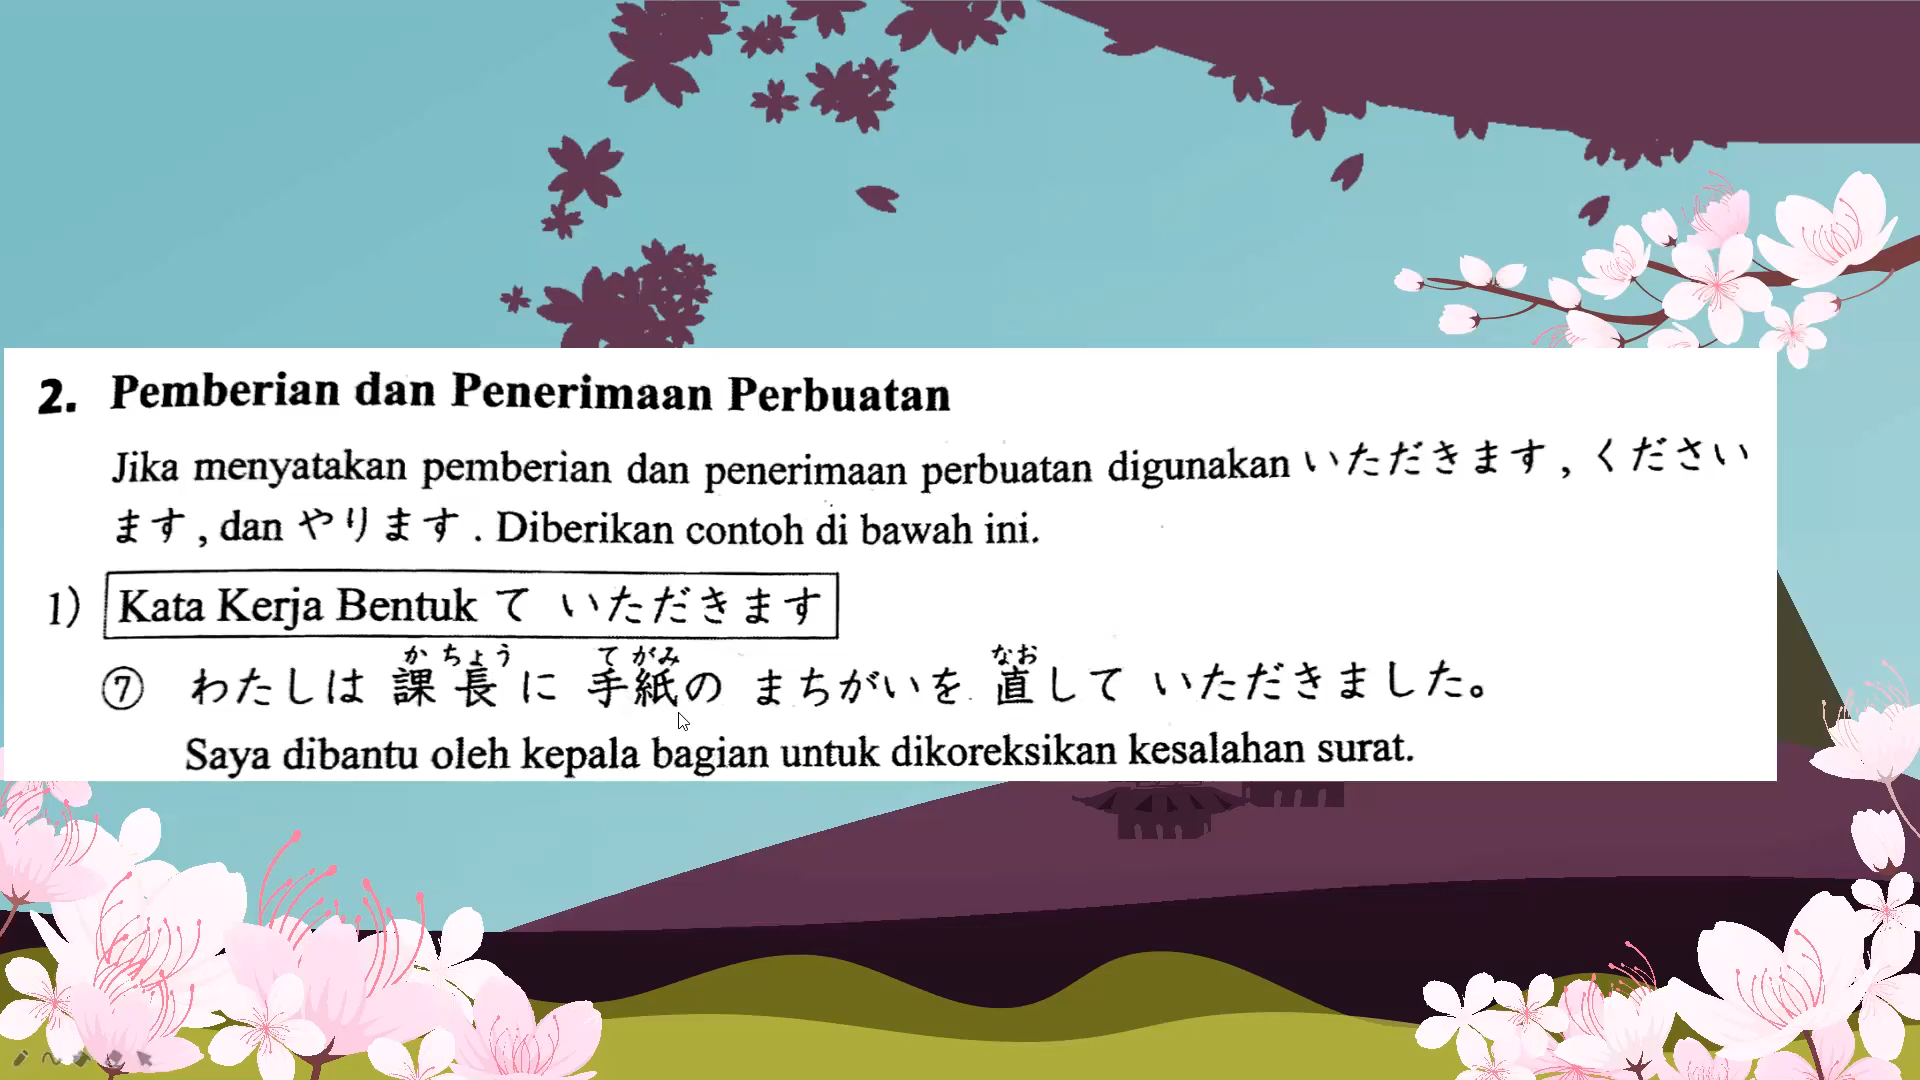 2. Pemberian dan Penerimaan Perbuatan
Jika menyatakan pemberian dan penerimaan perbuatan digunakan いただきます, ください
ます, dan やります. Diberikan contoh di bawah ini.
1) Kata Kerja Bentuk て いただきます
か ちょう て がみ なお
⑦ わたしは 課長に 手紙の まちがいを 直して いただきました。
Saya dibantu oleh kepala bagian untuk dikoreksikan kesalahan surat.